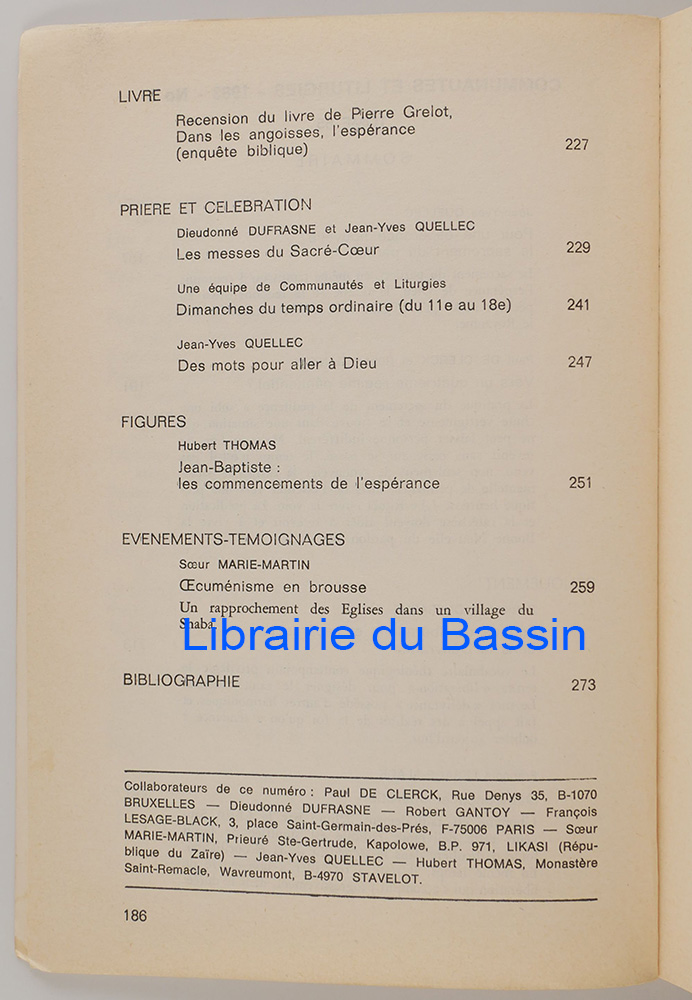 LIVRE
Recension du livre de Pierre Grelot,
Dans les angoisses, l'espérance
(enquête biblique) 227
PRIERE ET CELEBRATION
Dieudonné DUFRASNE et Jean-Yves QUELLEC
Les messes du Sacré-Cœur 229
Une équipe de Communautés et Liturgies
Dimanches du temps ordinaire (du 11e au 18e) 241
Jean-Yves QUELLEC
Des mots pour aller à Dieu 247
FIGURES
Hubert THOMAS
Jean-Baptiste :
les commencements de l'espérance 251
EVENEMENTS-TEMOIGNAGES
Sœur MARIE-MARTIN
Œcuménisme en brousse 259
Un rapprochement des Eglises dans un village du
Shaba
Librairie du Bassin
BIBLIOGRAPHIE 273
Collaborateurs de ce numéro : Paul DE CLERCK, Rue Denys 35, B-1070
BRUXELLES — Dieudonné DUFRASNE — Robert GANTOY — François
LESAGE-BLACK, 3, place Saint-Germain-des-Prés, F-75006 PARIS — Sœur
MARIE-MARTIN, Prieuré Ste-Gertrude, Kapolowe, B.P. 971, LIKASI (Répu-
blique du Zaïre) — Jean-Yves QUELLEC — Hubert THOMAS, Monastère
Saint-Remacle, Wavreumont, B-4970 STAVELOT.
186